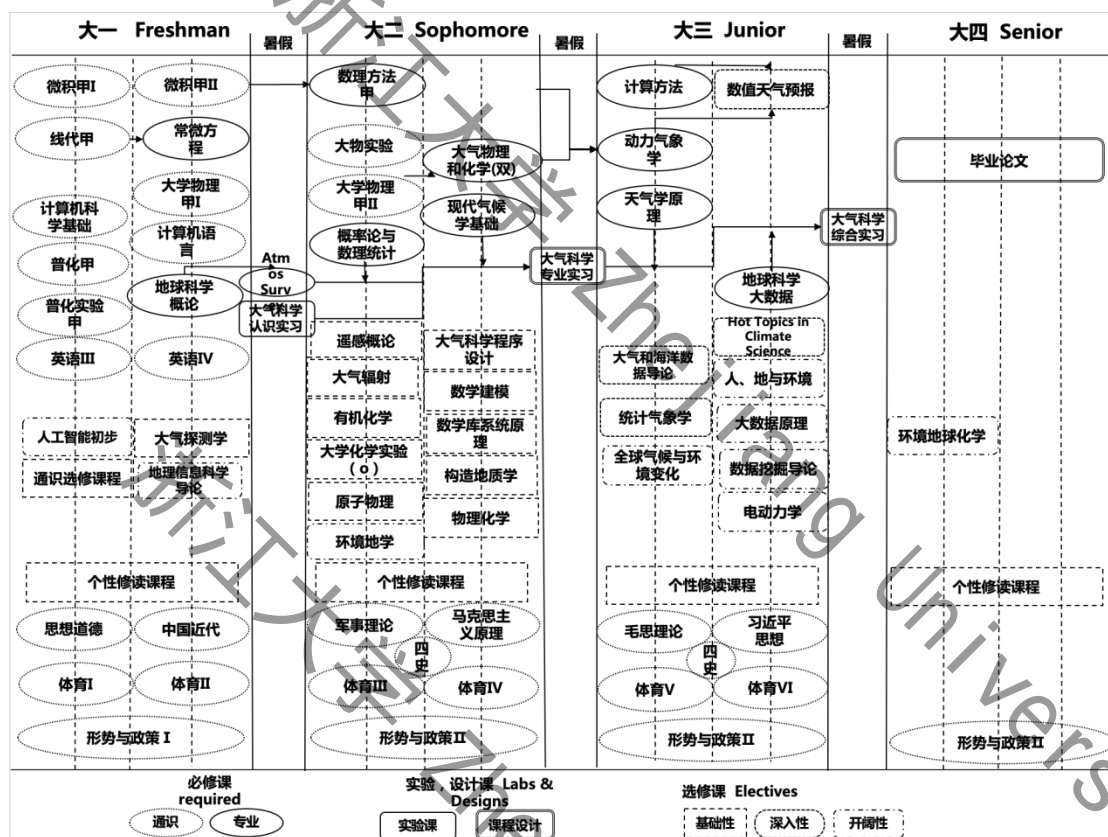 大一 Freshman
暑假
大二 Sophomore
暑假
大三 Junior
暑假
大四 Senior
微积甲I
微积甲II
线代甲
常微方
程
大学物理
甲I
计算机科
学基础
计算机语
言
普化甲
地球科学
概论
普化实验
甲
英语III
英语IV
人工智能初步
大气探测学
通识选修课程
地理信息科学
导论
个性修读课程
思想道德
中国近代
体育I
体育II
形势与政策 I
Atm
os
Surv
大气科学
认识实习
数理方法
甲
大物实验
大气物理
和化学(双)
大学物理
甲II
现代气候
学基础
概率论与
数理统计
遥感概论
大气科学程序
设计
大气辐射
数学建模
有机化学
数学库系统原
理
大学化学实验
(o)
构造地质学
原子物理
物理化学
环境地学
个性修读课程
军事理论
马克思主
义原理
四
史
体育III
体育IV
形势与政策II
大气科学
专业实习
计算方法
数值天气预报
动力气象
学
天气学原
理
地球科学
大数据
Hot Topics in
Climate
Science
大气和海洋数
据导论
人、地与环境
统计气象学
大数据原理
全球气候与环
境变化
数据挖掘导论
电动力学
个性修读课程
毛思理论
习近平
思想
四
史
体育V
体育VI
形势与政策II
大气科学
综合实习
毕业论文
环境地球化学
个性修读课程
形势与政策II
必修课
required
通识
专业
实验，设计课 Labs &
Designs
实验课
课程设计
选修课 Electives
基础性
深入性
开阔性
浙江大学 Zhejiang Univers
浙江大学 Zhe